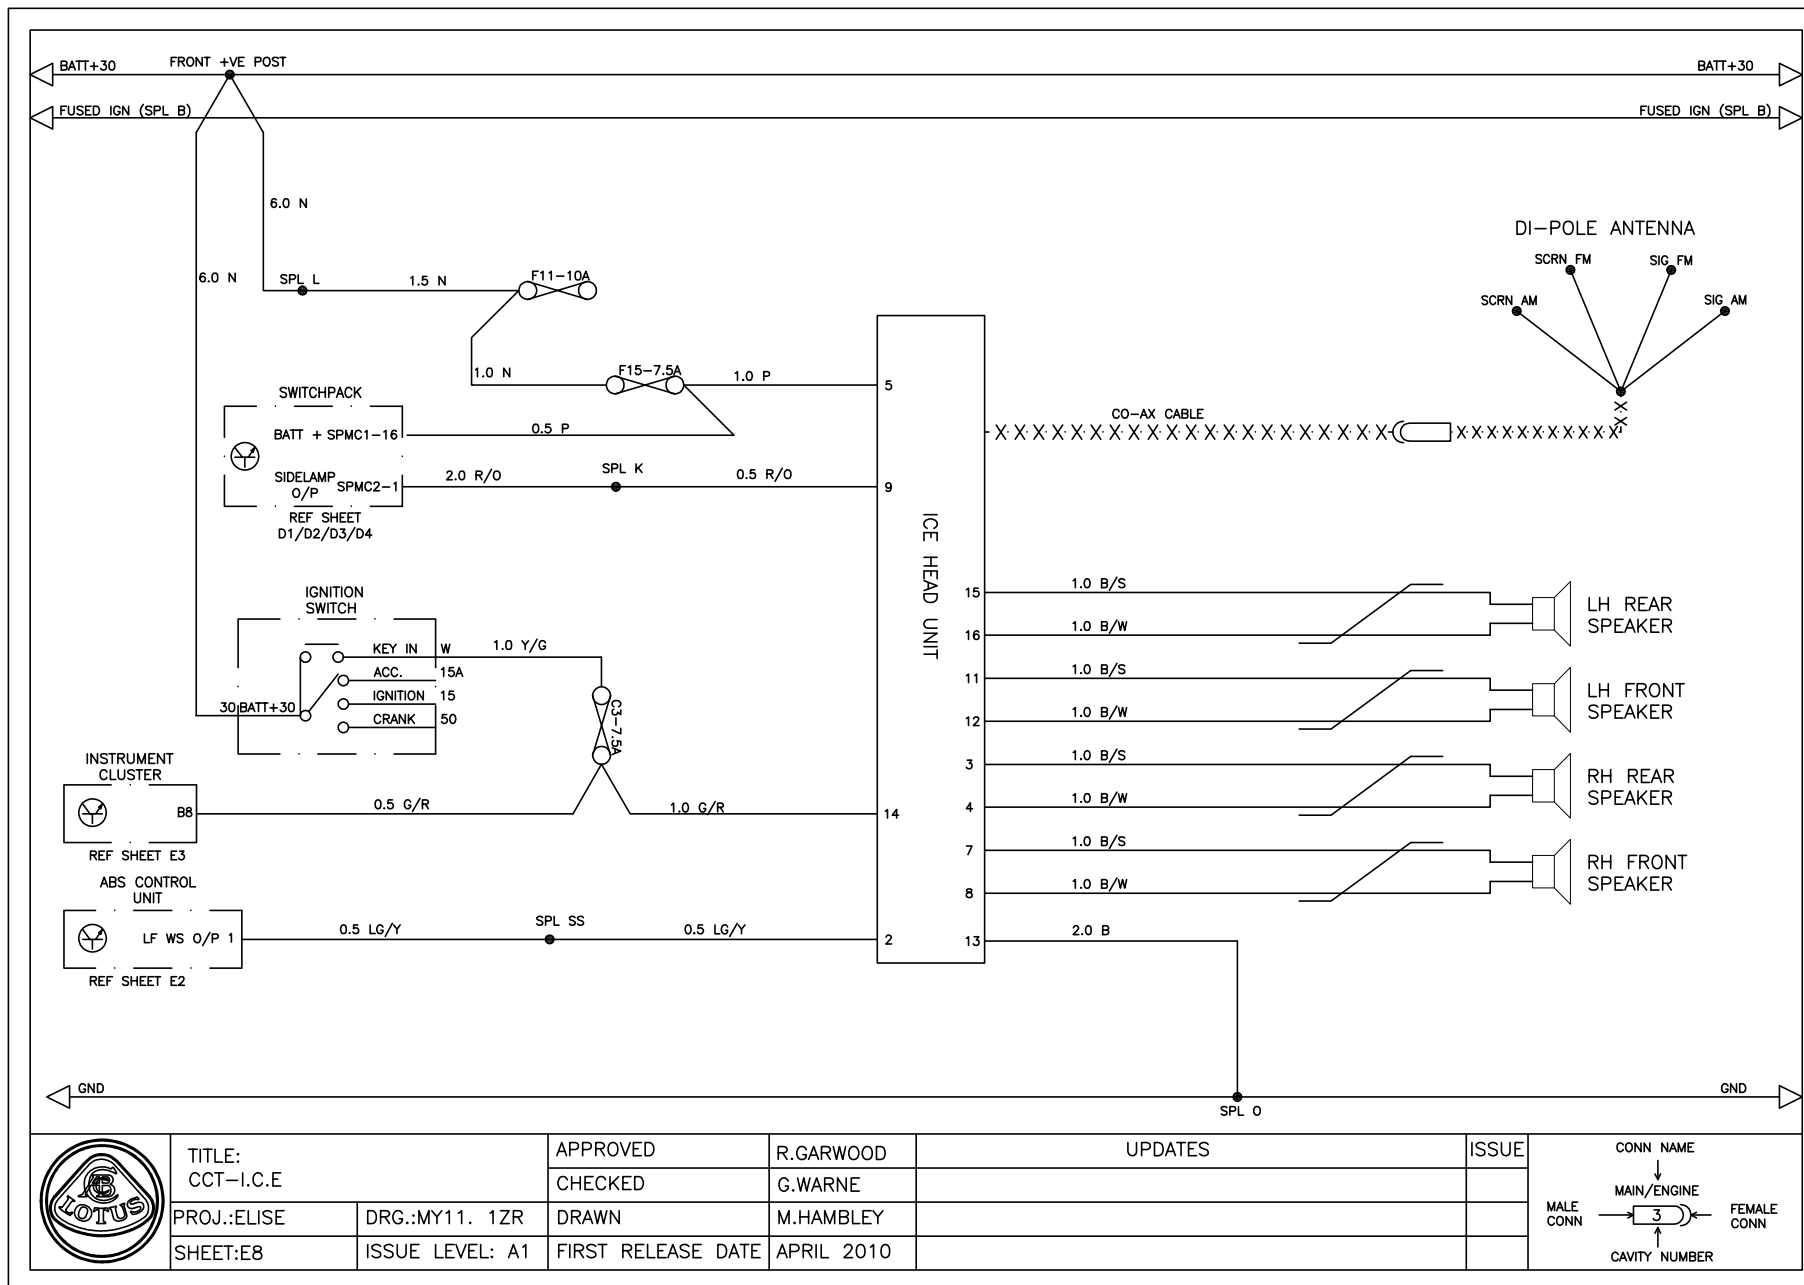 BATT+30
FRONT +VE POST
BATT+30
FUSED IGN (SPL B)
FUSED IGN (SPL B)
6.0 N
6.0 N
SPL L
1.5 N
F11-10A
DI-POLE ANTENNA
SCRN FM
SIG FM
SCRN AM
SIG AM
1.0 N
F15-7.5A
1.0 P
5
SWITCHPACK
BATT + SPMC1-16
0.5 P
CO-AX CABLE
SIDELAMP
O/P
SPMC2-1
2.0 R/O
SPL K
0.5 R/O
9
REF SHEET
D1/D2/D3/D4
ICE HEAD UNIT
IGNITION
SWITCH
KEY IN
W
1.0 Y/G
ACC.
15A
IGNITION
15
CRANK
50
30
BATT+30
C3-7.5A
15
1.0 B/S
16
1.0 B/W
LH REAR
SPEAKER
11
1.0 B/S
12
1.0 B/W
LH FRONT
SPEAKER
3
1.0 B/S
4
1.0 B/W
RH REAR
SPEAKER
7
1.0 B/S
8
1.0 B/W
RH FRONT
SPEAKER
INSTRUMENT
CLUSTER
B8
0.5 G/R
1.0 G/R
14
REF SHEET E3
ABS CONTROL
UNIT
LF WS O/P 1
0.5 LG/Y
SPL SS
0.5 LG/Y
2
13
2.0 B
REF SHEET E2
GND
GND
SPL O
LOTUS
TITLE:
CCT-I.C.E
PROJ.:ELISE
DRG.:MY11. 1ZR
SHEET:E8
ISSUE LEVEL: A1
APPROVED
R.GARWOOD
CHECKED
G.WARNE
DRAWN
M.HAMBLEY
FIRST RELEASE DATE
APRIL 2010
UPDATES
ISSUE
CONN NAME
MAIN/ENGINE
MALE
CONN
3
FEMALE
CONN
CAVITY NUMBER